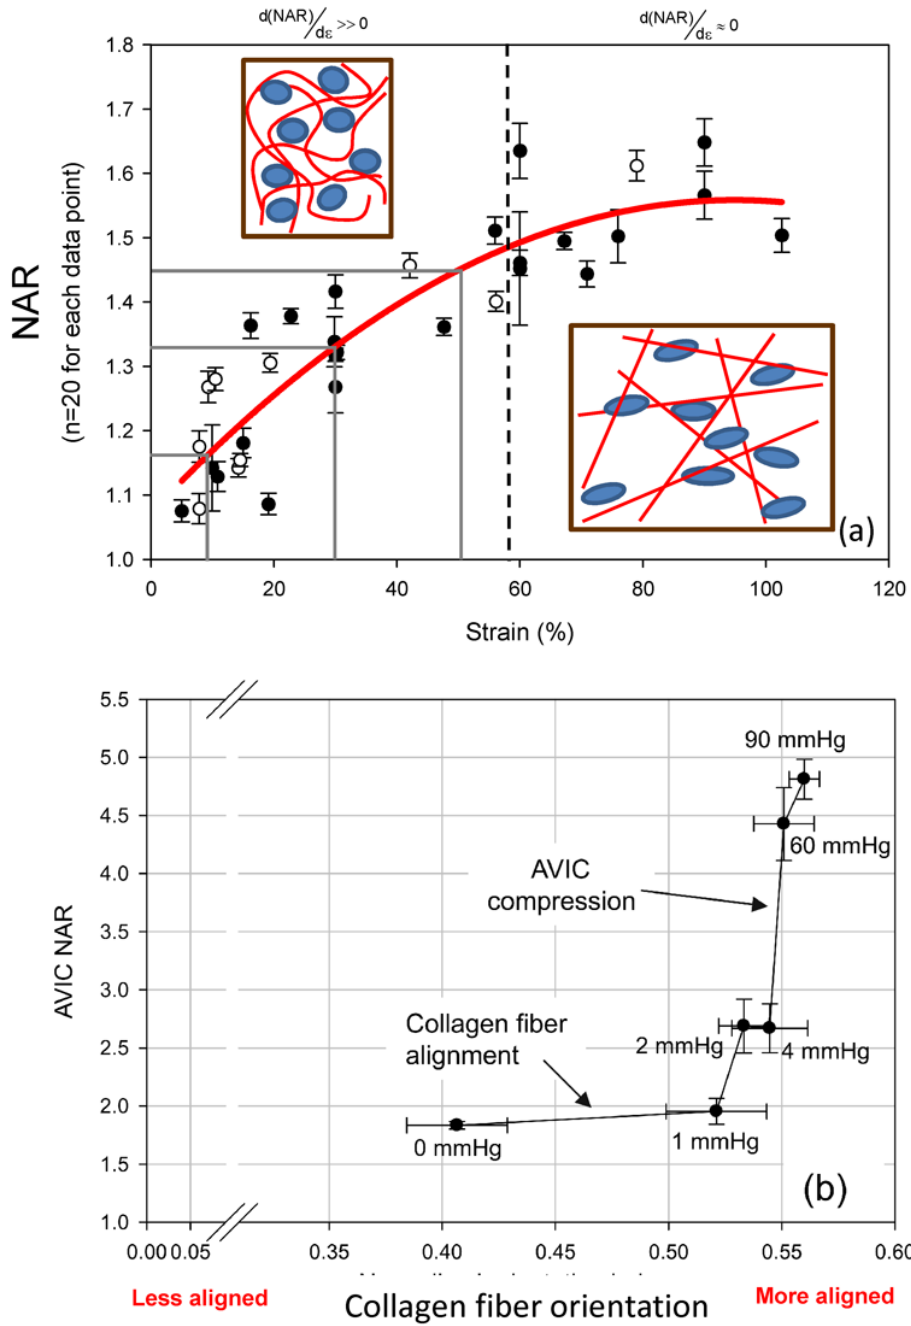 d(NAR)/dε >> 0
d(NAR)/dε ≈ 0
1.8
1.7
1.6
1.5
1.4
1.3
1.2
1.1
1.0
NAR
(n=20 for each data point)
(a)
0 20 40 60 80 100 120
Strain (%)
5.5
5.0
4.5
4.0
3.5
3.0
2.5
2.0
1.5
1.0
AVIC NAR
90 mmHg
60 mmHg
AVIC
compression
Collagen fiber
alignment
2 mmHg
4 mmHg
0 mmHg
1 mmHg
(b)
0.00 0.05 0.35 0.40 0.45 0.50 0.55 0.60
Less aligned
Collagen fiber orientation
More aligned